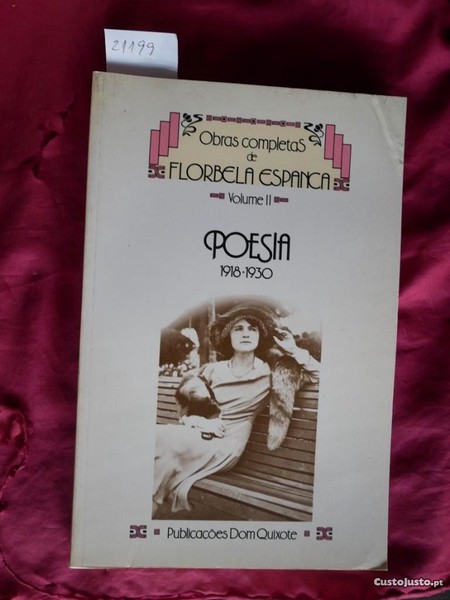 21199
Obras completas
de
FLORBELA ESPANCA
Volume II
POESIA
1918-1930
Publicações Dom Quixote
CustoJusto.pt